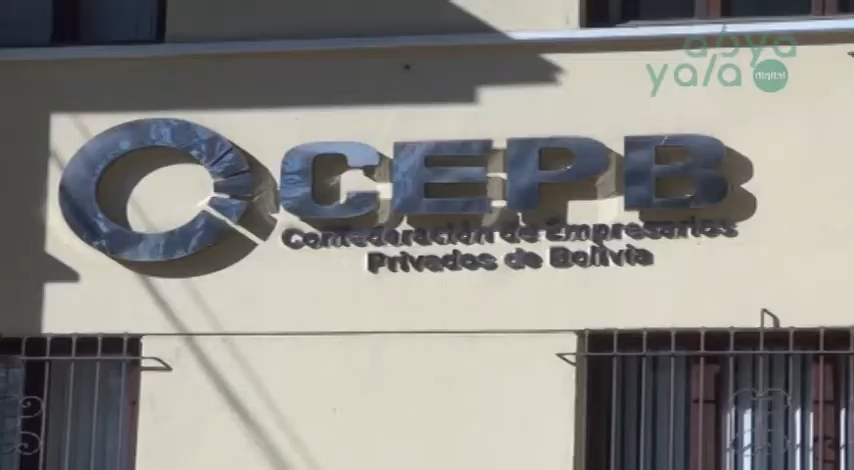 abya
yala digital
CEPB
Confederación de Empresarios
Privados de Bolivia